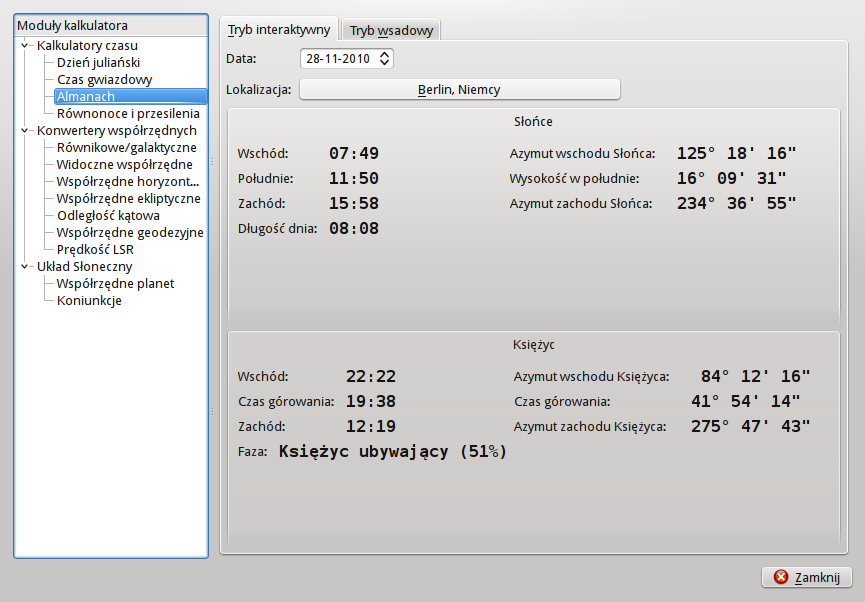 Moduły kalkulatora
Kalkulatory czasu
Dzień juliański
Czas gwiazdowy
Almanach
Równonoce i przesilenia
Konwertery współrzędnych
Równikowe/galaktyczne
Widoczne współrzędne
Współrzędne horyzont...
Współrzędne ekliptyczne
Odległość kątowa
Współrzędne geodezyjne
Prędkość LSR
Układ Słoneczny
Współrzędne planet
Koniunkcje
Tryb interaktywny Tryb wsadowy
Data: 28-11-2010
Lokalizacja: Berlin, Niemcy
Słońce
Wschód: 07:49 Azymut wschodu Słońca: 125° 18' 16"
Południe: 11:50 Wysokość w południe: 16° 09' 31"
Zachód: 15:58 Azymut zachodu Słońca: 234° 36' 55"
Długość dnia: 08:08
Księżyc
Wschód: 22:22 Azymut wschodu Księżyca: 84° 12' 16"
Czas górowania: 19:38 Czas górowania: 41° 54' 14"
Zachód: 12:19 Azymut zachodu Księżyca: 275° 47' 43"
Faza: Księżyc ubywający (51%)
Zamknij